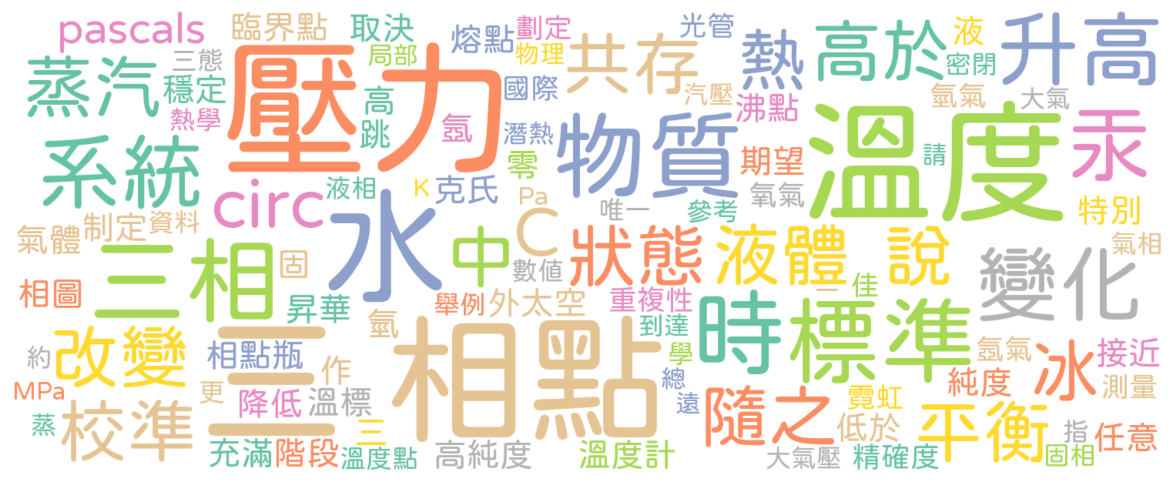 pascals
臨界點
取決
熔點
劃定
光管
三態
局部
物理
共存
熱
高於
液
升高
蒸汽
穩定
壓力
高
國際
汽壓
密閉
熱學
跳
氬
潛熱
沸點
氫氣
大氣
系統
物質
溫度
汞
零
期望
請
circ
液相
K
克氏
Pa
唯一
氧氣
參考
特別
水
C
氣體
制定
資料
中
狀態
液體
說
氣相
三相
固
數值
變化
相圖
昇華
舉例
外太空
重複性
二
佳
氫
到達
時
標準
約
改變
相點瓶
三
相點
學
氬氣
冰
接近
MPa
作
總
純度
測量
更
降低
溫標
遠
霓虹
蒸
校準
三
隨之
低於
平衡
指
任意
充滿
階段
溫度點
高純度
溫度計
大氣壓
精確度
固相